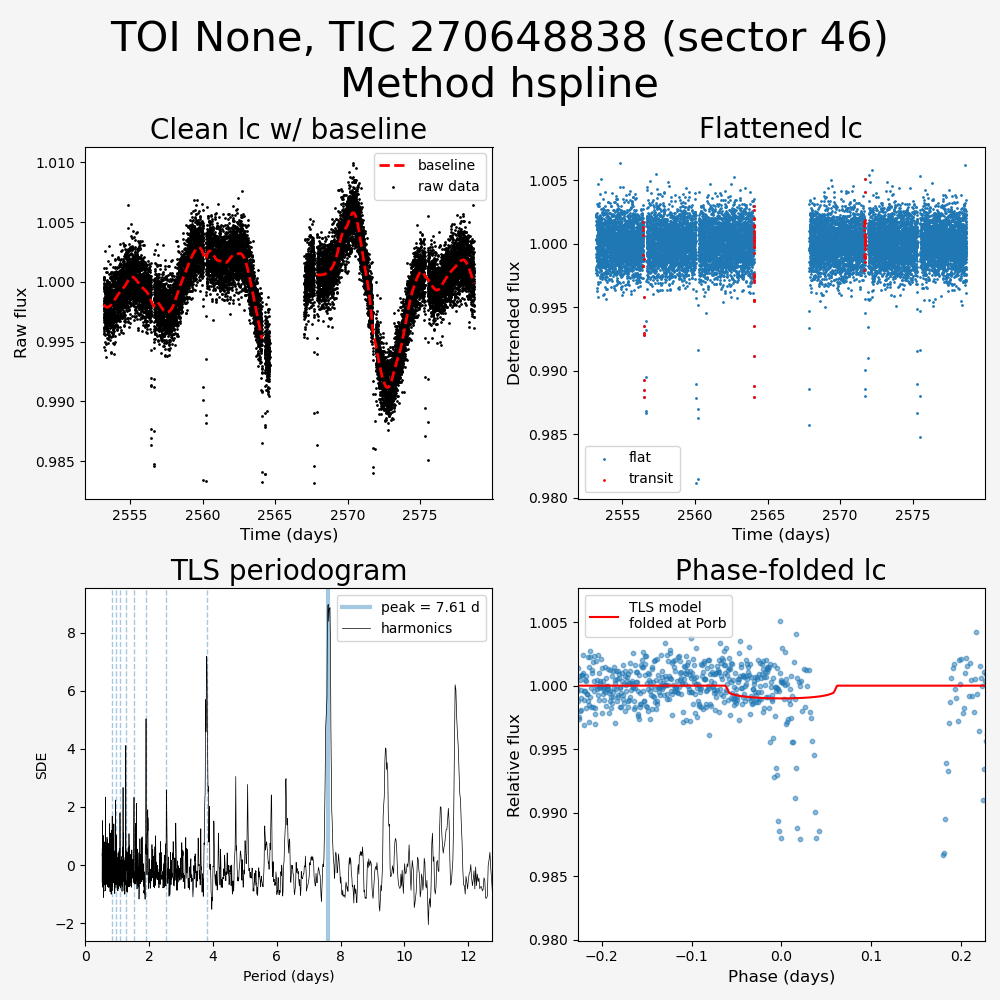 TOI None, TIC 270648838 (sector 46)
Method hspline
Clean lc w/ baseline
Flattened lc
1.010
1.005
1.000
0.995
0.990
0.985
Raw flux
baseline
raw data
2555
2560
2565
2570
2575
Time (days)
1.005
1.000
0.995
0.990
0.985
0.980
Detrended flux
flat
transit
2555
2560
2565
2570
2575
Time (days)
TLS periodogram
Phase-folded lc
8
6
4
2
0
−2
SDE
peak = 7.61 d
harmonics
0
2
4
6
8
10
12
Period (days)
1.005
1.000
0.995
0.990
0.985
0.980
Relative flux
TLS model
folded at Porb
−0.2
−0.1
0.0
0.1
0.2
Phase (days)